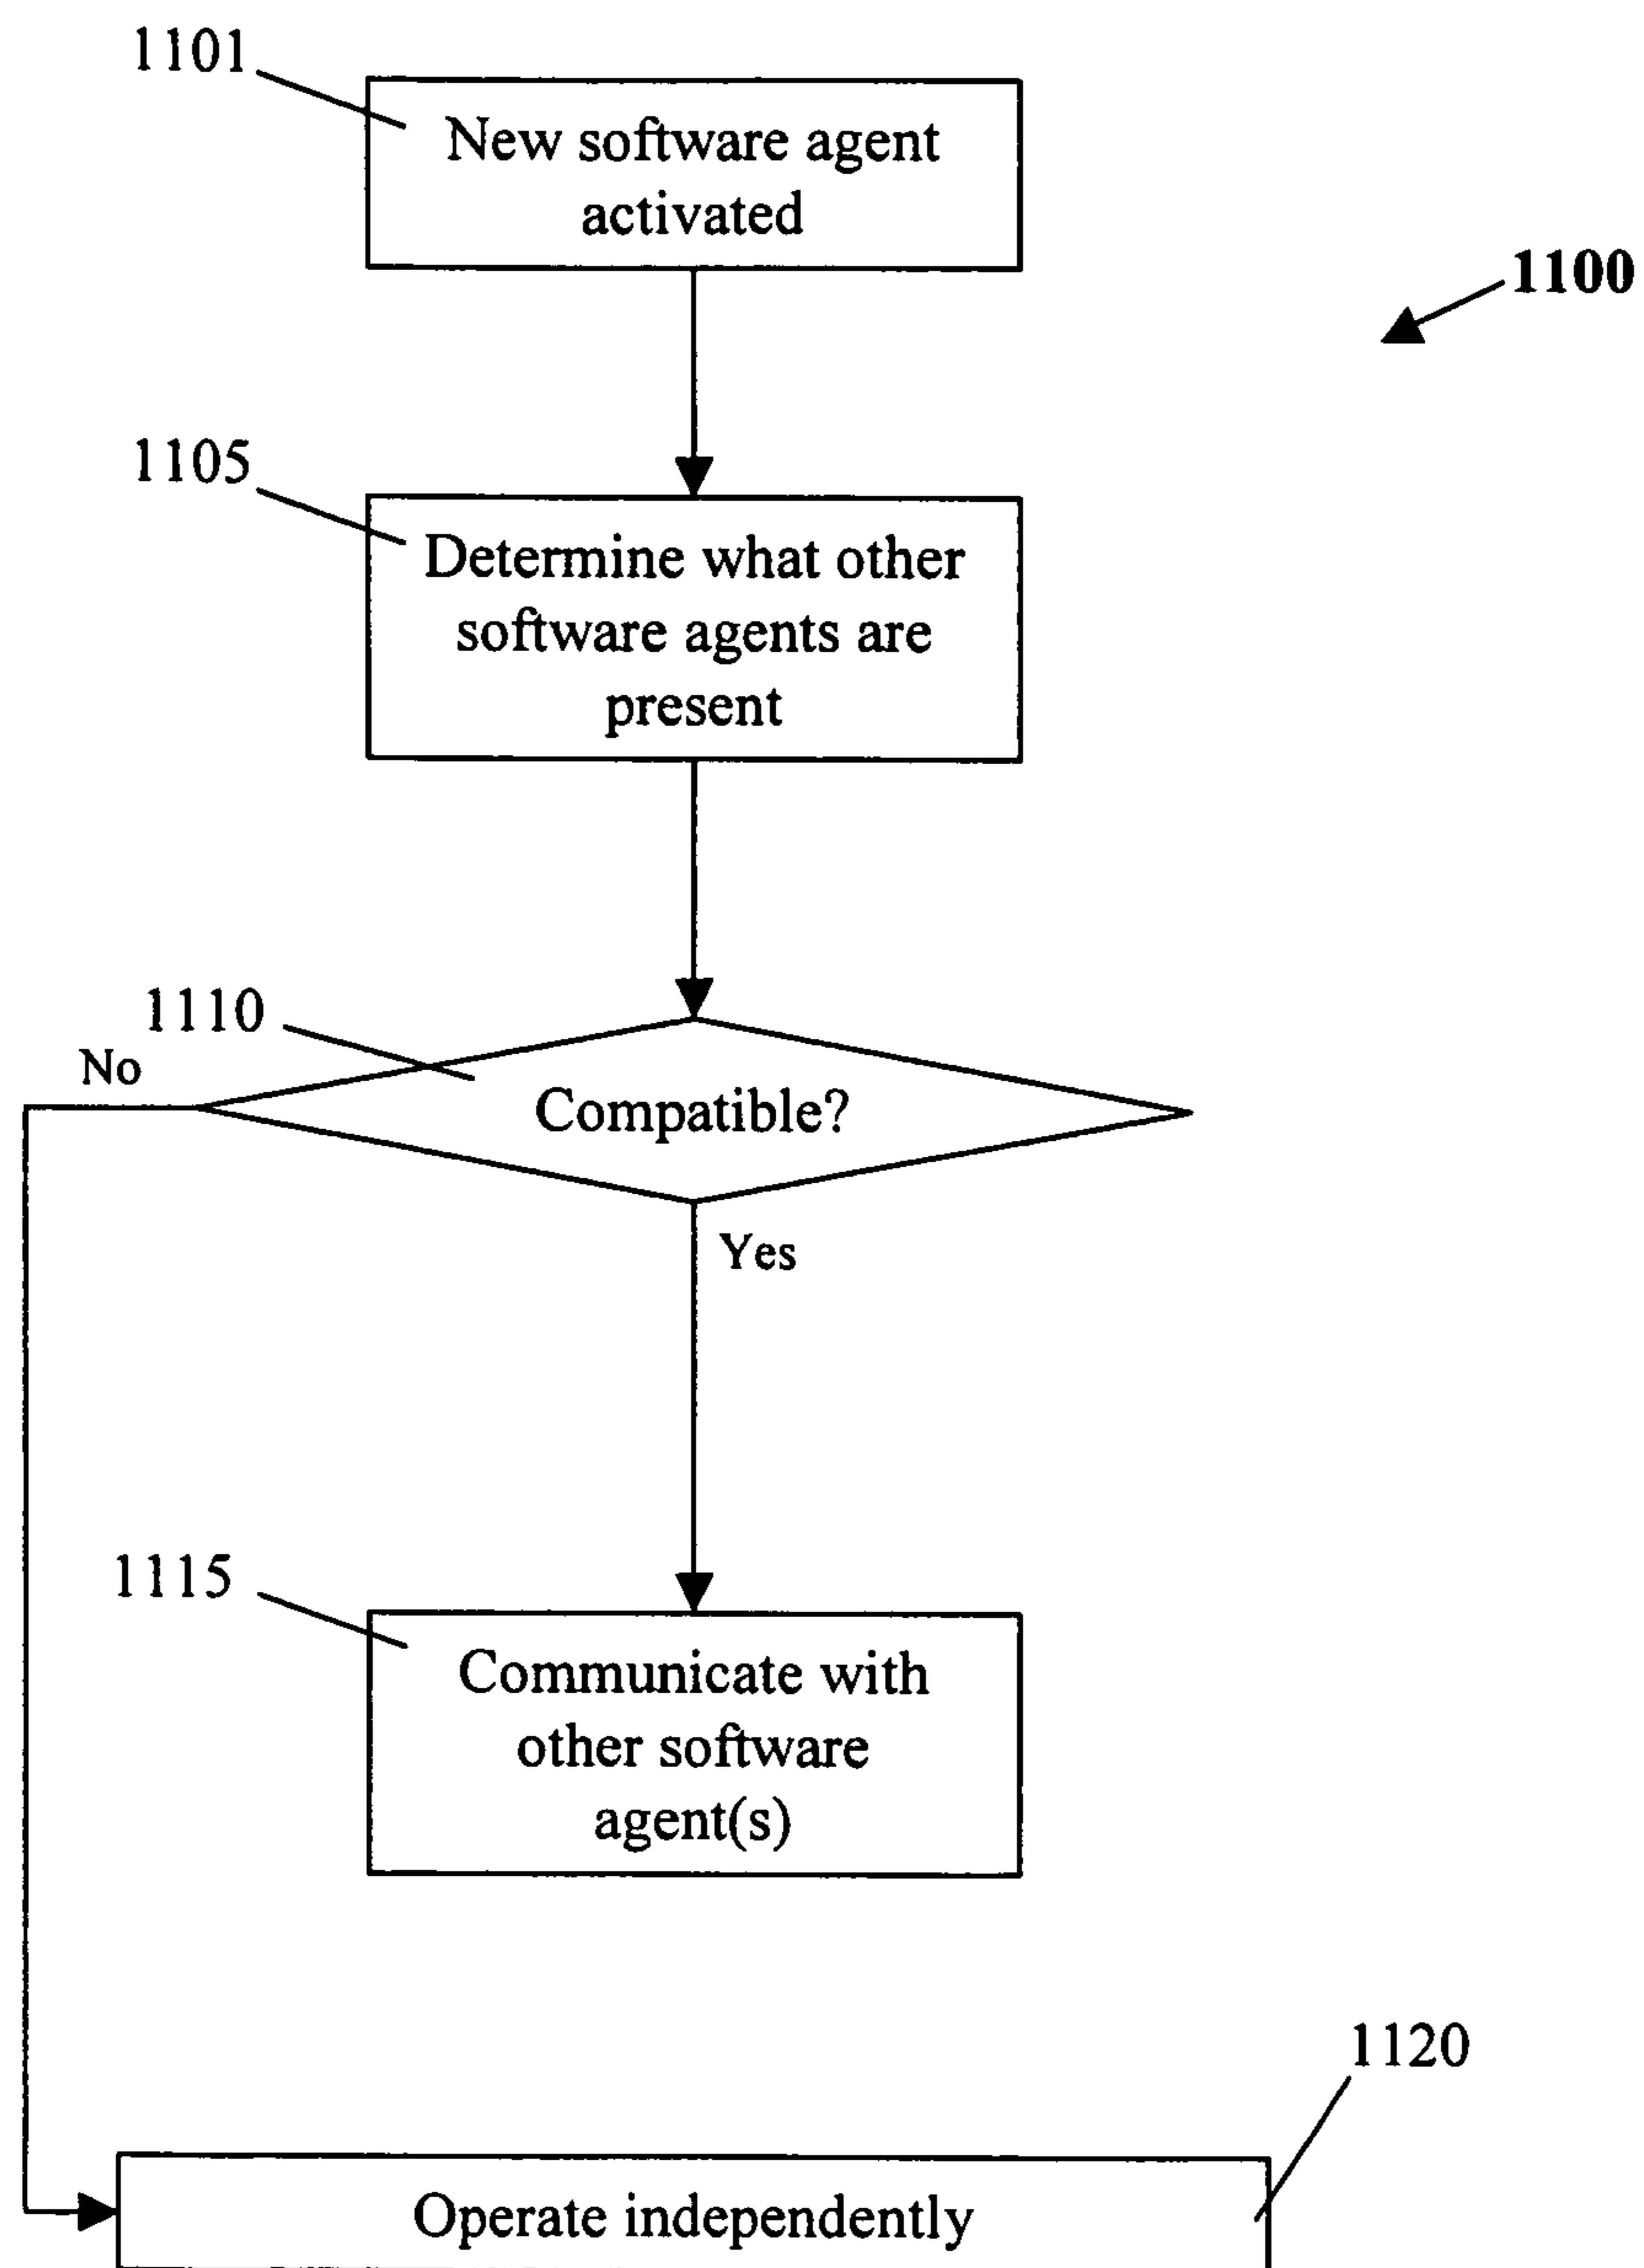 1101
New software agent
activated
1100
1105
Determine what other
software agents are
present
1110
No
Compatible?
Yes
1115
Communicate with
other software
agent(s)
1120
Operate independently